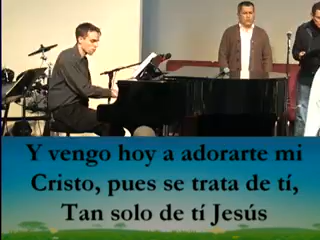 Y vengo hoy a adorarte mi
Cristo, pues se trata de tí,
Tan solo de tí Jesús